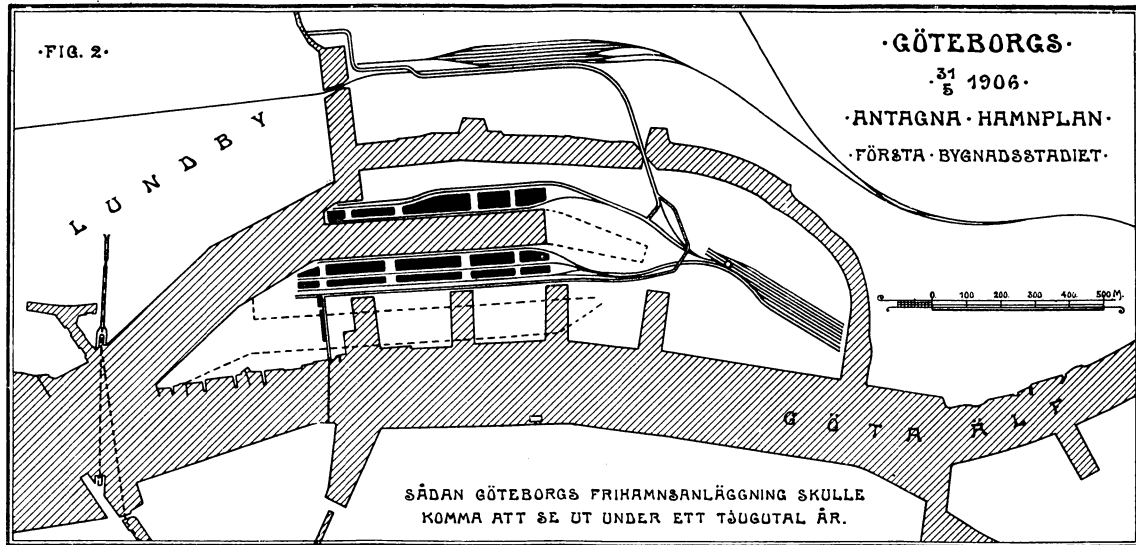 ·FIG. 2·
·GÖTEBORGS·
·31/5 1906·
·ANTAGNA·HAMNPLAN·
·FÖRSTA·BYGNADSSTADIET·
LUNDBY
0 100. 200. 300. 400. 500 M.
GÖTA ÄLF
SÅDAN GÖTEBORGS FRIHAMNSANLÄGGNING SKULLE
KOMMA ATT SE UT UNDER ETT TJUGUTAL ÅR.